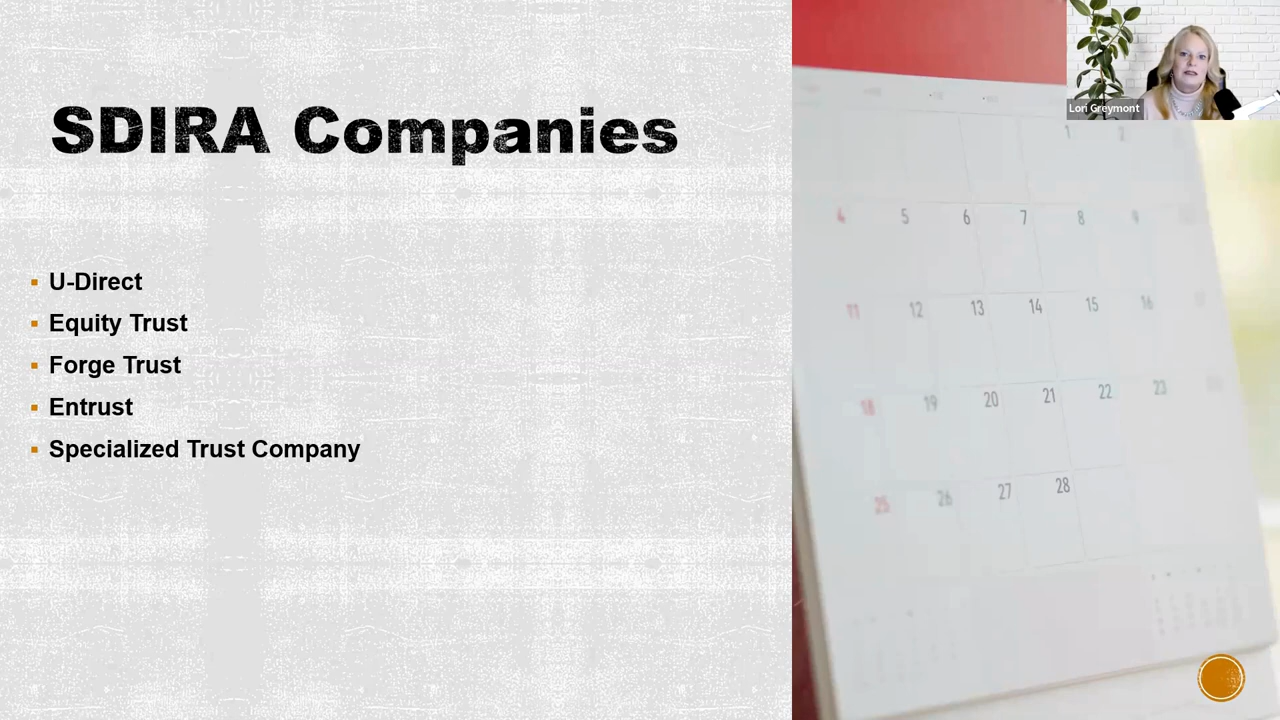 SDIRA Companies
U-Direct
Equity Trust
Forge Trust
Entrust
Specialized Trust Company
Lori Greymont
1 2
4 5 6 7 8 9
11 12 13 14 15 16
18 19 20 21 22 23
25 26 27 28